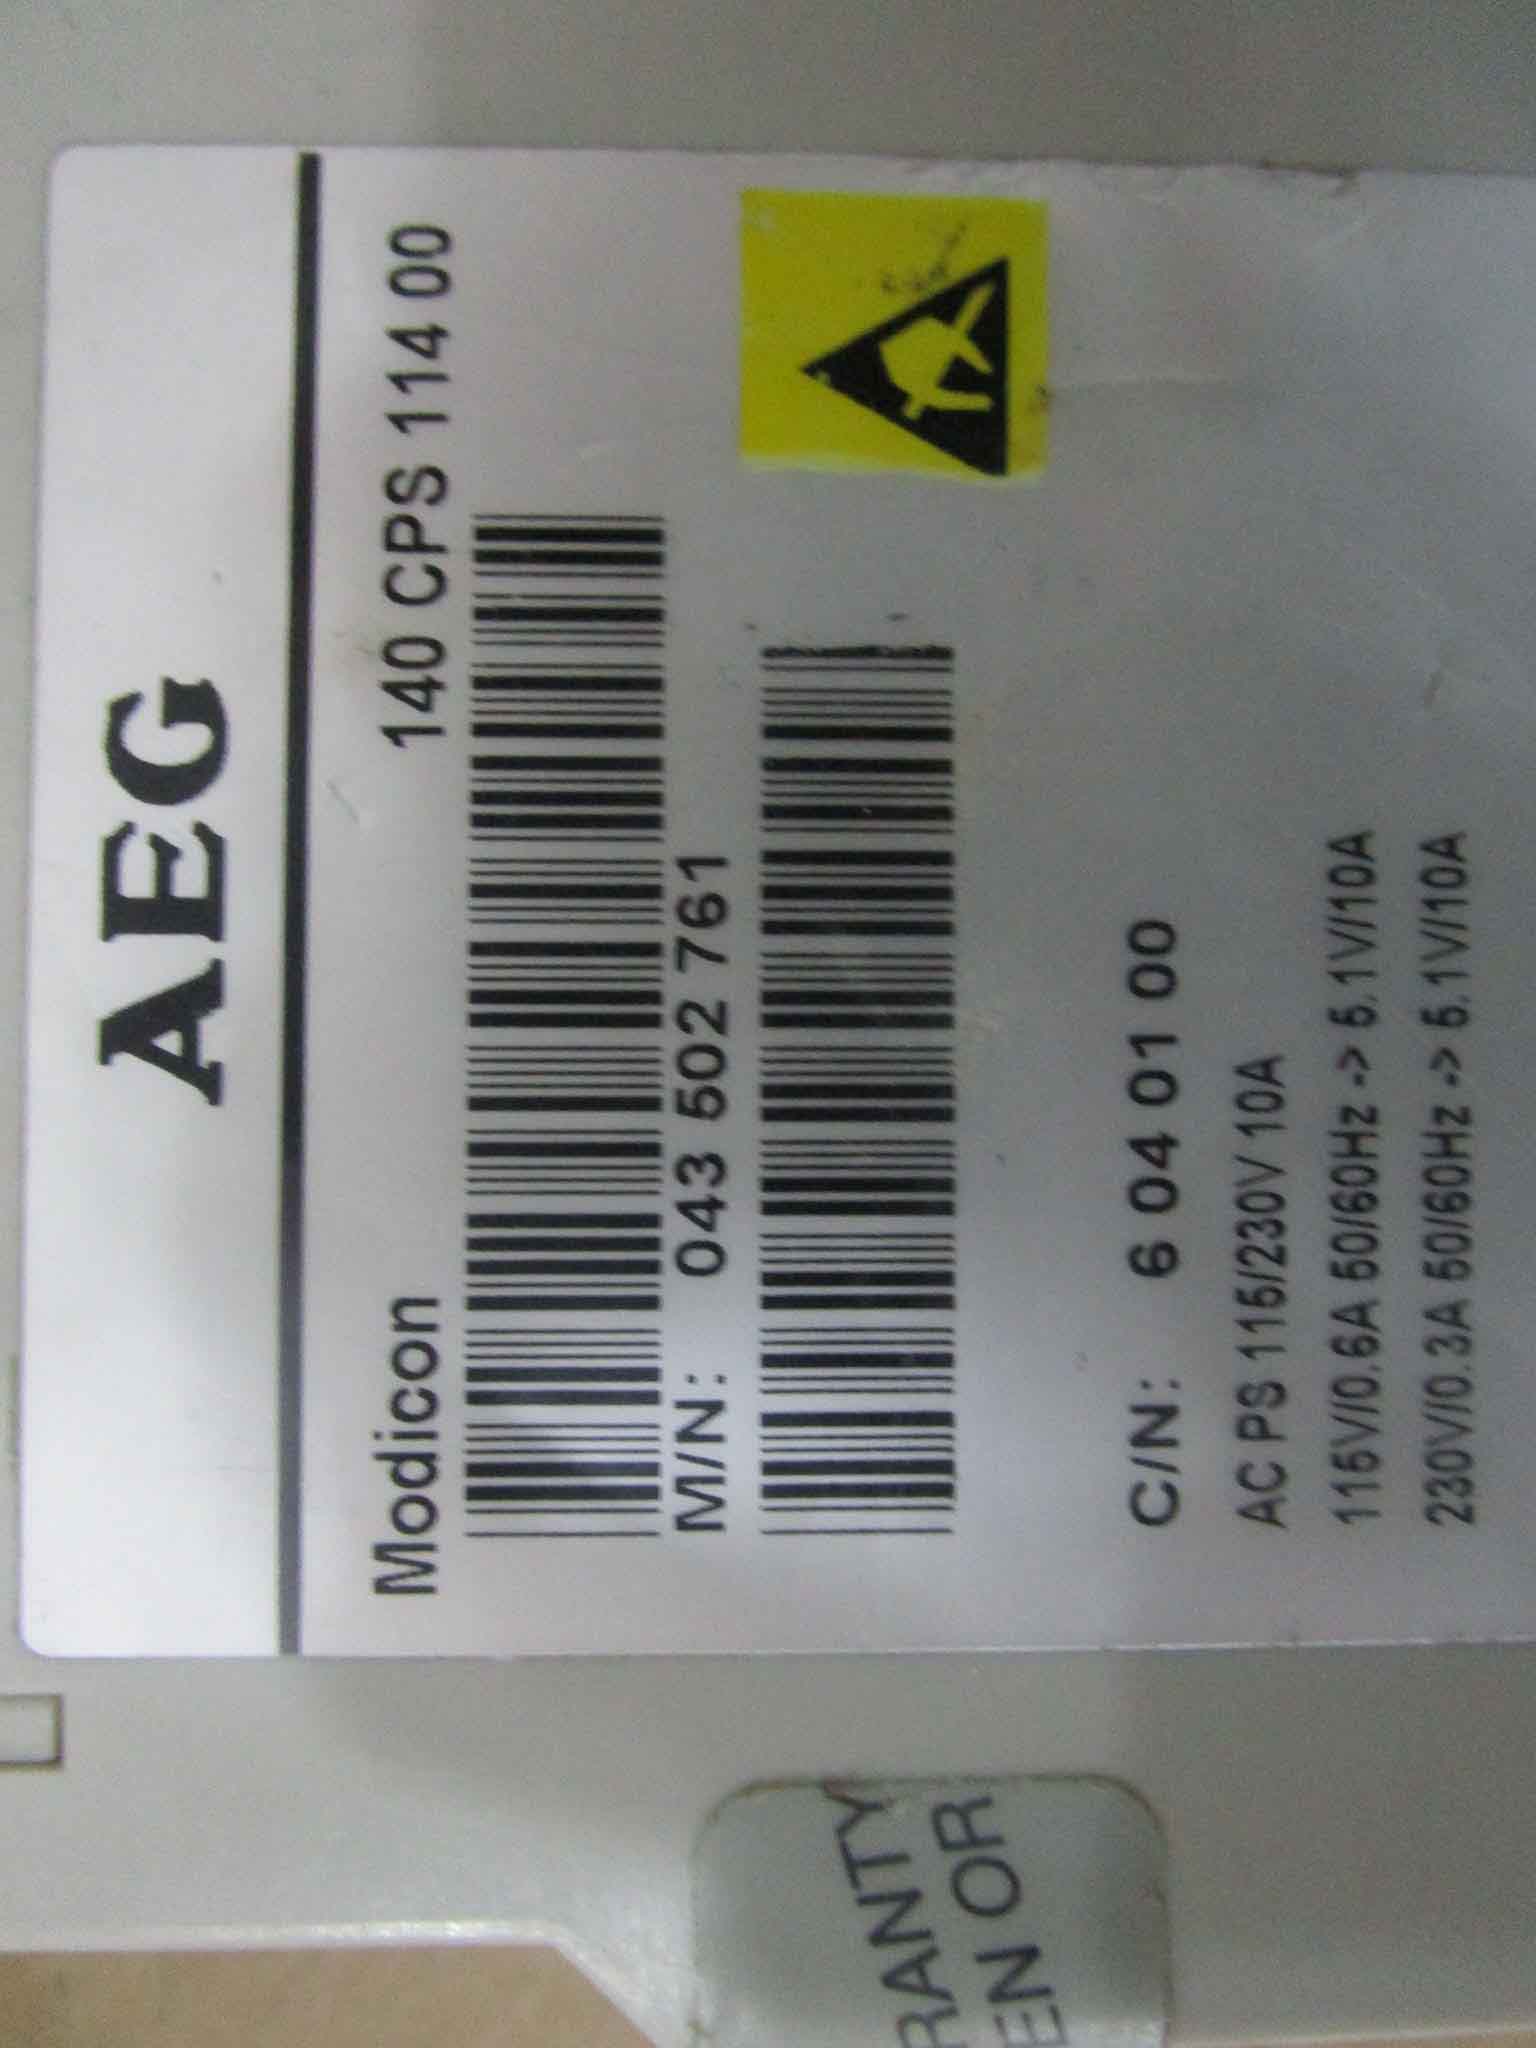 AEG
Modicon 140 CPS 114 00
M/N: 043 502 761
C/N: 6 04 01 00
AC PS 115/230V 10A
115V/0.6A 50/60Hz -> 5.1V/10A
230V/0.3A 50/60Hz -> 5.1V/10A
RANTY
EN OR